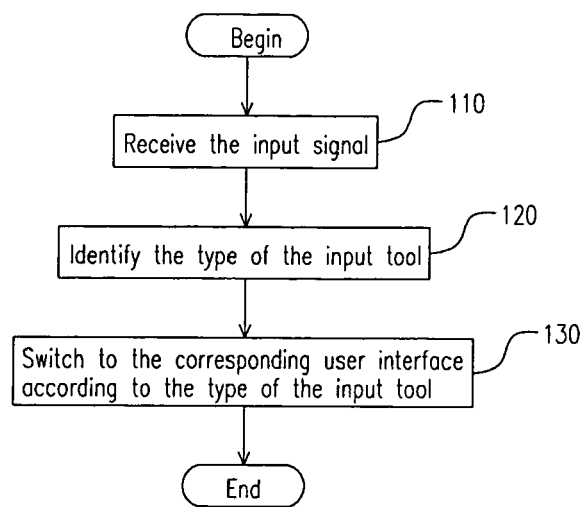 Begin
110
Receive the input signal
120
Identify the type of the input tool
130
Switch to the corresponding user interface
according to the type of the input tool
End